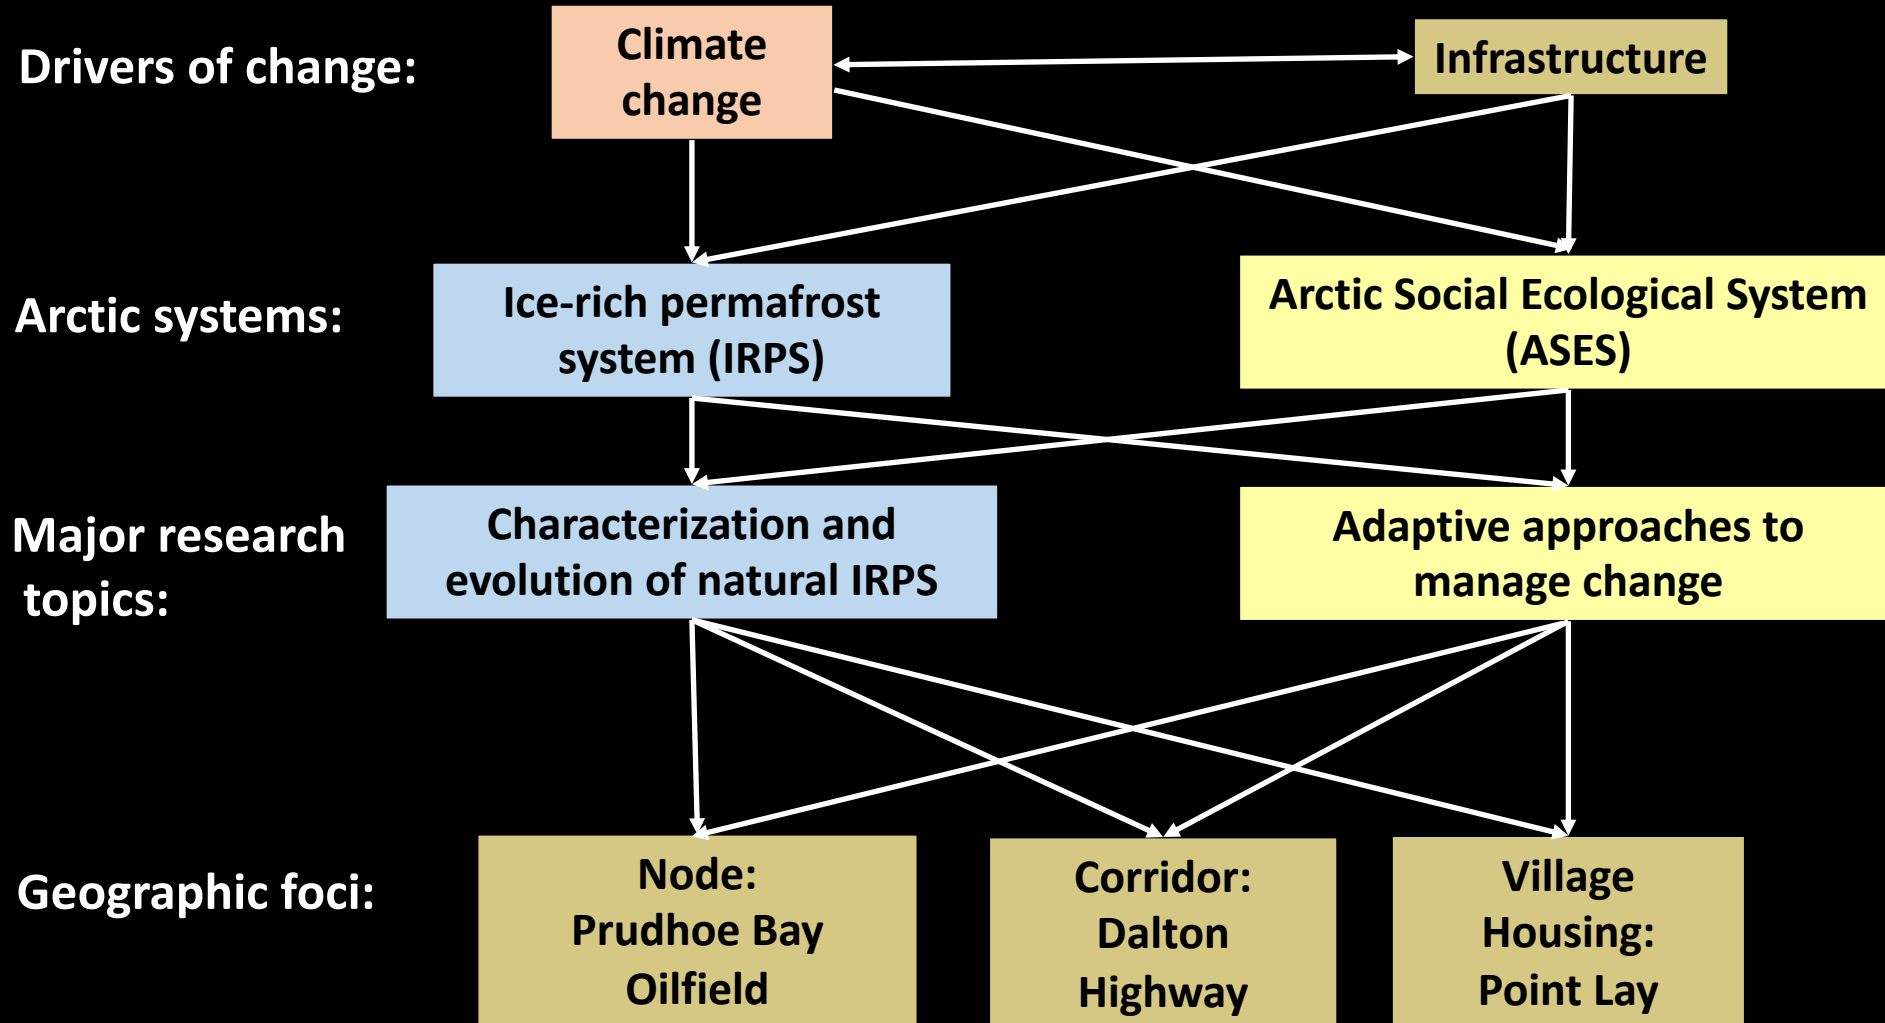 Drivers of change:
Climate
change
Infrastructure
Arctic systems:
Ice-rich permafrost
system (IRPS)
Arctic Social Ecological System
(ASES)
Major research
topics:
Characterization and
evolution of natural IRPS
Adaptive approaches to
manage change
Geographic foci:
Node:
Prudhoe Bay
Oilfield
Corridor:
Dalton
Highway
Village
Housing:
Point Lay